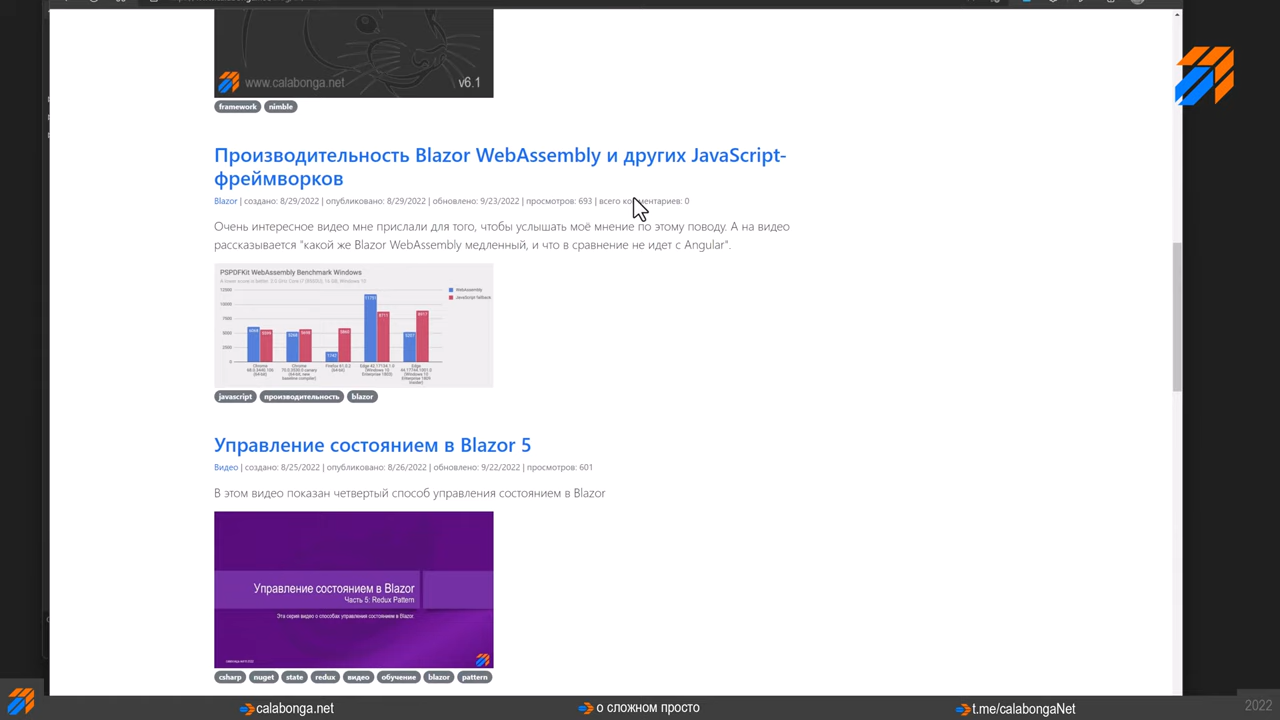 www.calabonga.net
v6.1
framework nimble
Производительность Blazor WebAssembly и других JavaScript-
фреймворков
Blazor | создано: 8/29/2022 | опубликовано: 8/29/2022 | обновлено: 9/23/2022 | просмотров: 693 | всего комментариев: 0
Очень интересное видео мне прислали для того, чтобы услышать моё мнение по этому поводу. А на видео
рассказывается "какой же Blazor WebAssembly медленный, и что в сравнение не идет с Angular".
PSPDFKit WebAssembly Benchmark Windows
WebAssembly
JavaScript fallback
javascript производительность blazor
Управление состоянием в Blazor 5
Видео | создано: 8/25/2022 | опубликовано: 8/26/2022 | обновлено: 9/22/2022 | просмотров: 601
В этом видео показан четвертый способ управления состоянием в Blazor
Управление состоянием в Blazor
Часть 5: Redux Pattern
Эта серия видео о способах управления состоянием в Blazor.
csharp nuget state redux видео обучение blazor pattern
calabonga.net
о сложном просто
t.me/calabongaNet
2022